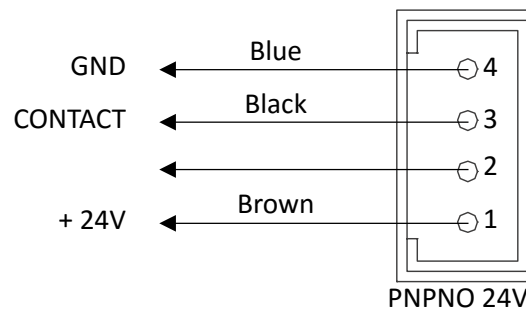 GND Blue 4
CONTACT Black 3
2
+ 24V Brown 1
PNPNO 24V